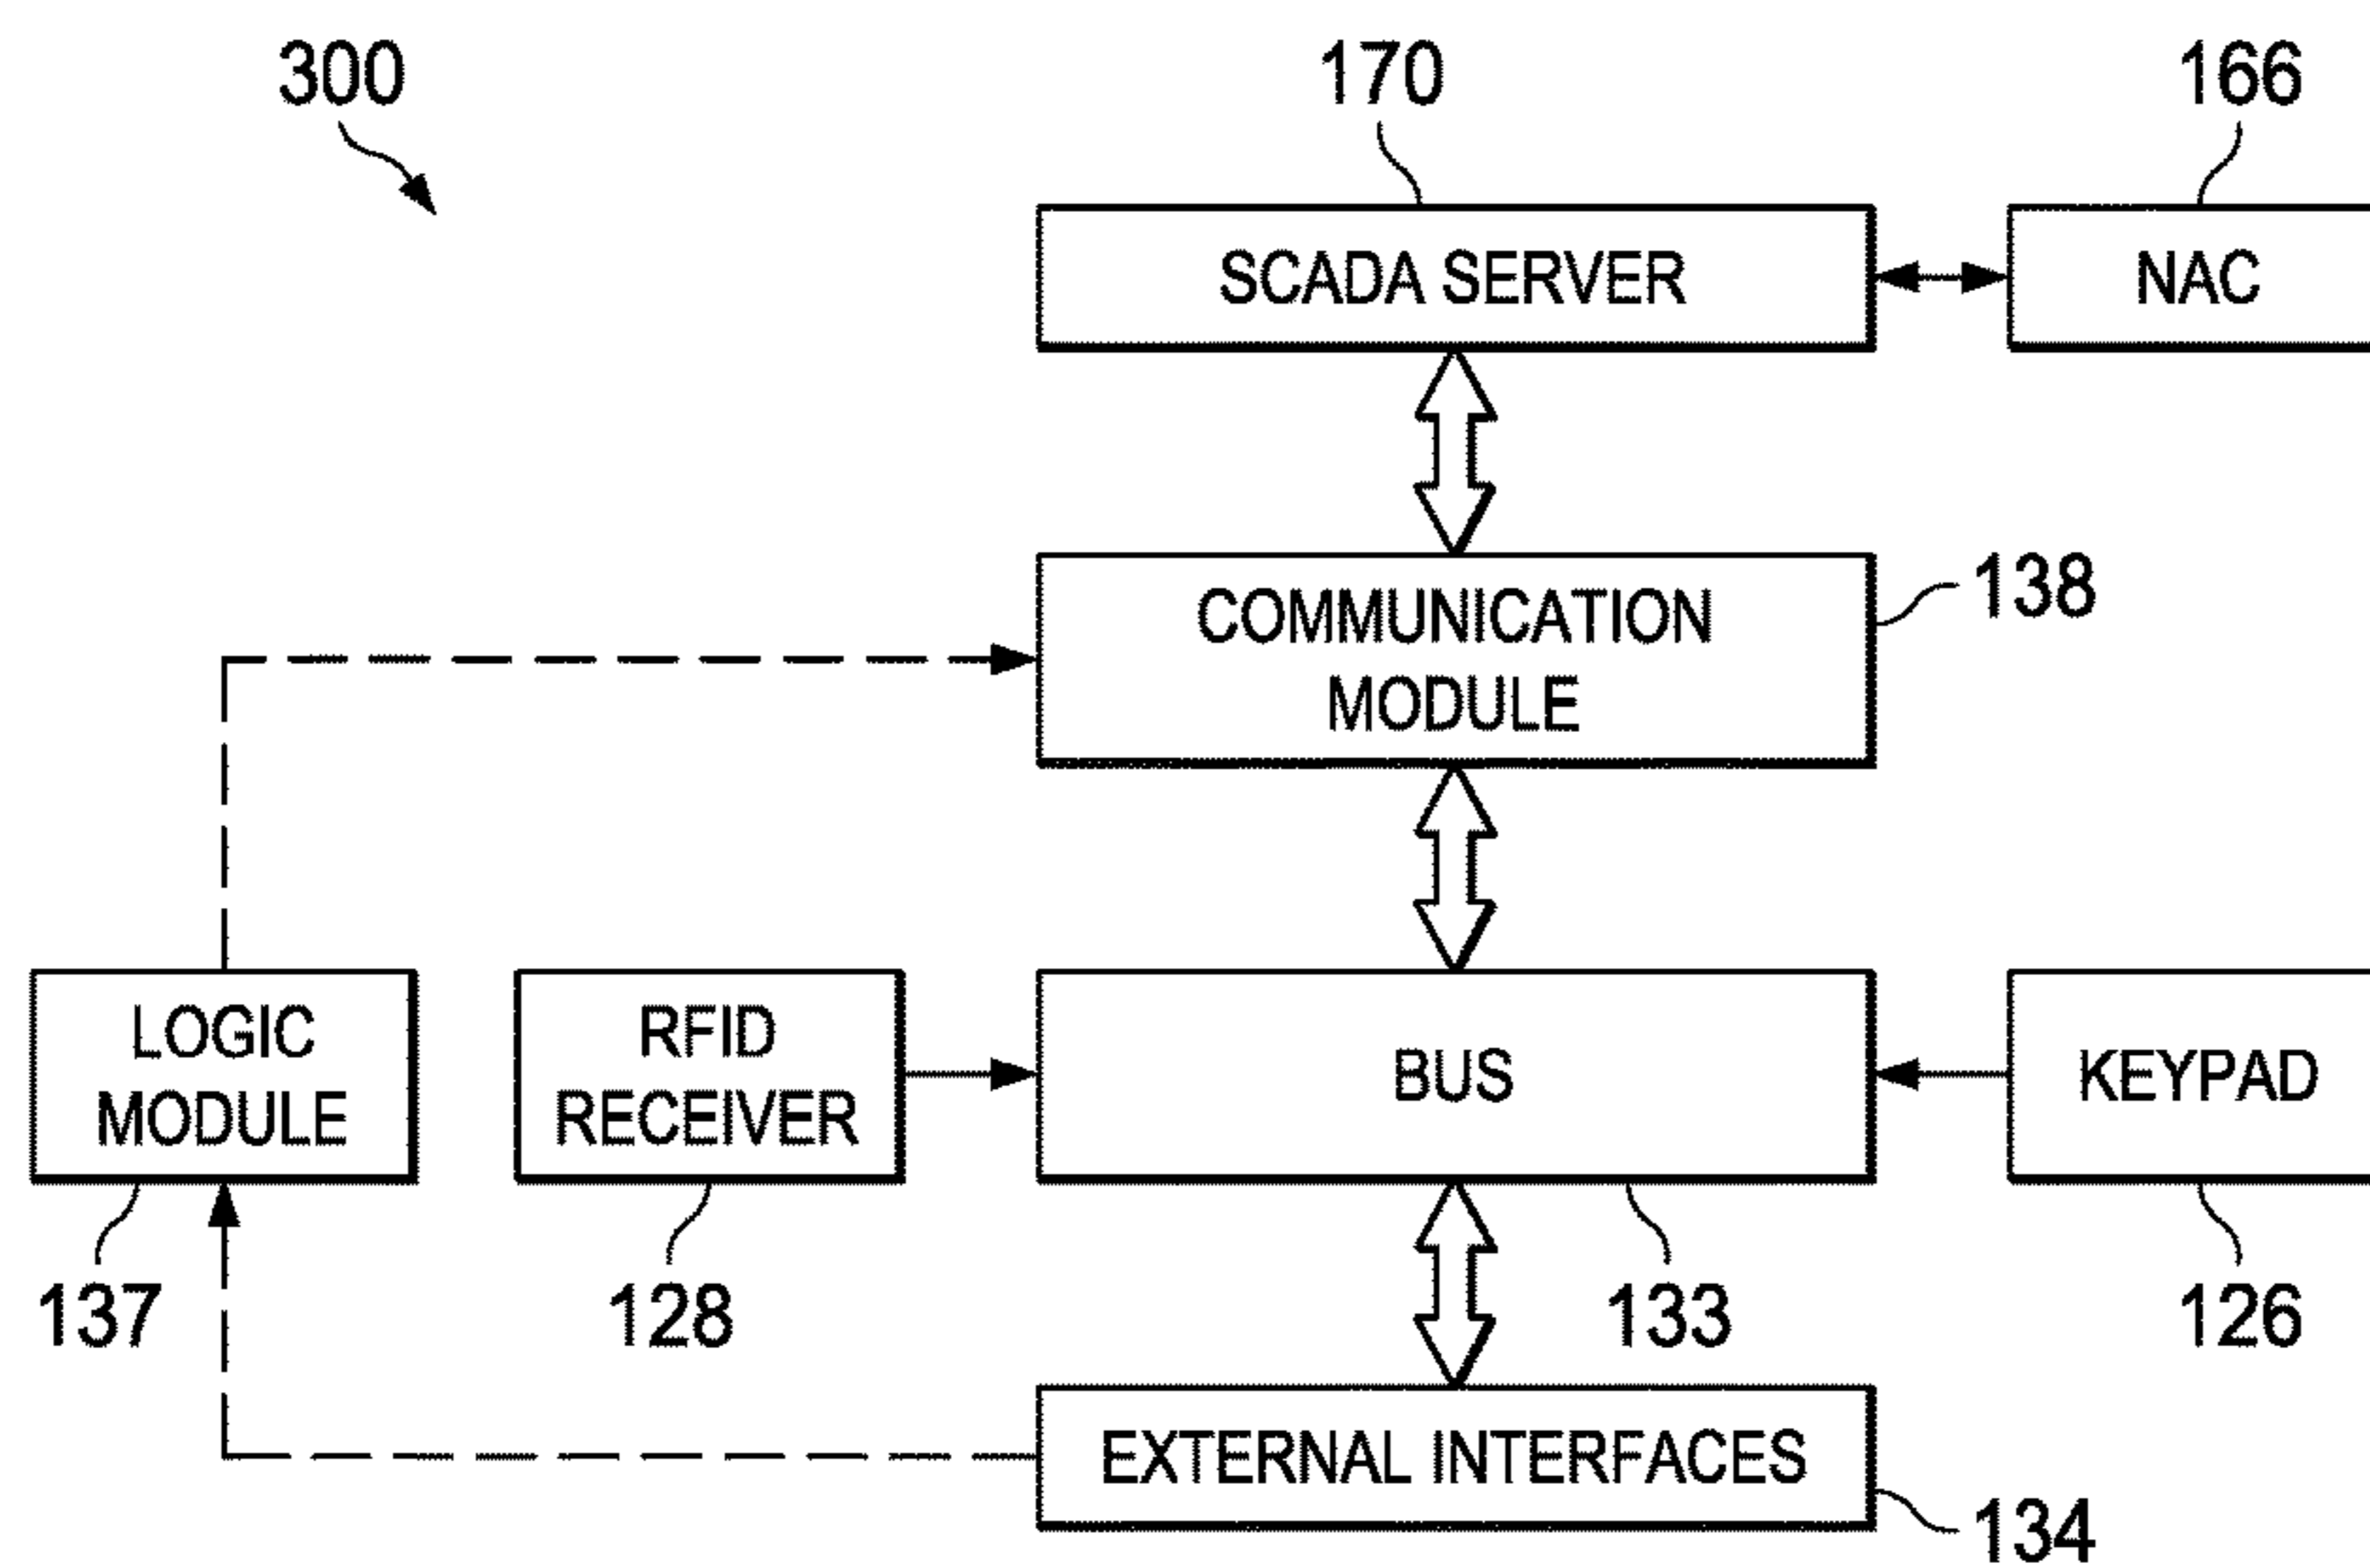 300
170
166
SCADA SERVER
NAC
COMMUNICATION
MODULE
138
LOGIC
MODULE
RFID
RECEIVER
BUS
KEYPAD
137
128
133
126
EXTERNAL INTERFACES
134